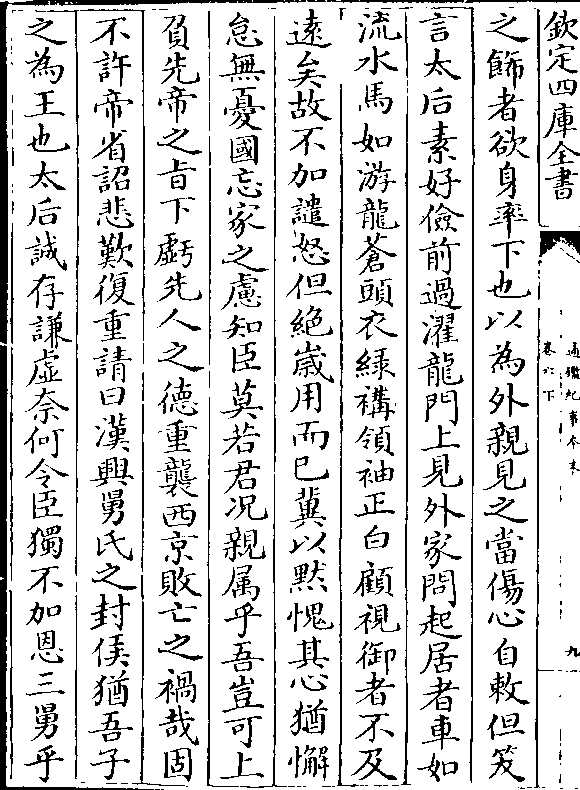 欽定四庫全書
通鑑紀事本末
卷六下
九
之飾者欲身率下也以為外親見之當傷心自敕但笑
言太后素好儉前過濯龍門上見外家問起居者車如
流水馬如游龍蒼頭衣緑褠領袖正白顧視御者不及
遠矣故不加譴怒但絶嵗用而已冀以黙愧其心猶懈
怠無憂國忘家之慮知臣莫若君况親属乎吾豈可上
負先帝之㫖下虧先人之德重襲西京敗亡之禍哉固
不許帝省詔悲歎復重請曰漢興舅氏之封侯猶吾子
之為王也太后誠存謙虚奈何令臣獨不加恩三舅乎